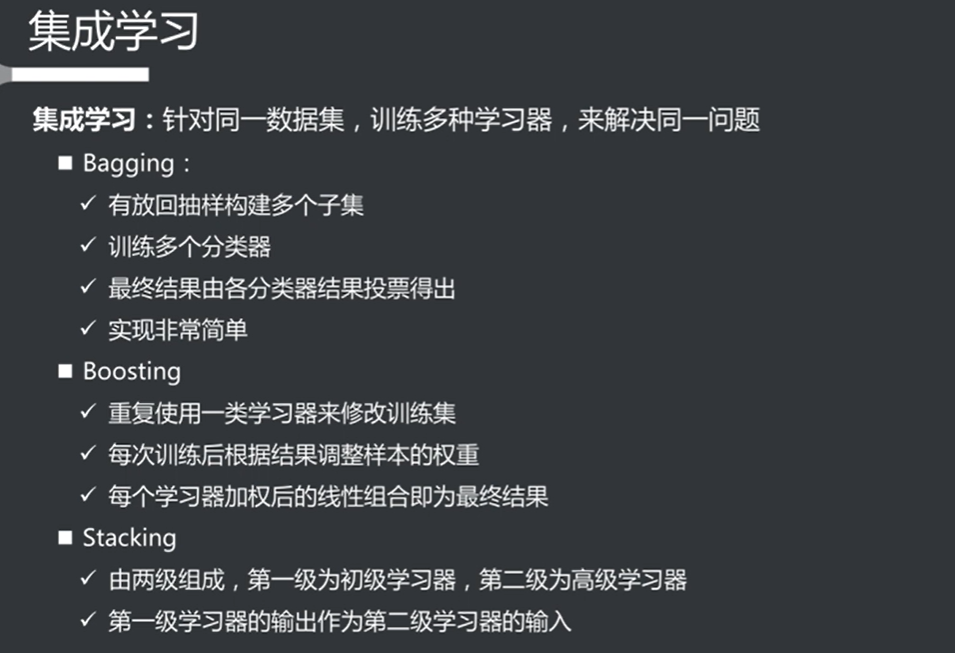 集成学习
集成学习：针对同一数据集，训练多种学习器，来解决同一问题
■ Bagging：
✓ 有放回抽样构建多个子集
✓ 训练多个分类器
✓ 最终结果由各分类器结果投票得出
✓ 实现非常简单
■ Boosting
✓ 重复使用一类学习器来修改训练集
✓ 每次训练后根据结果调整样本的权重
✓ 每个学习器加权后的线性组合即为最终结果
■ Stacking
✓ 由两级组成，第一级为初级学习器，第二级为高级学习器
✓ 第一级学习器的输出作为第二级学习器的输入